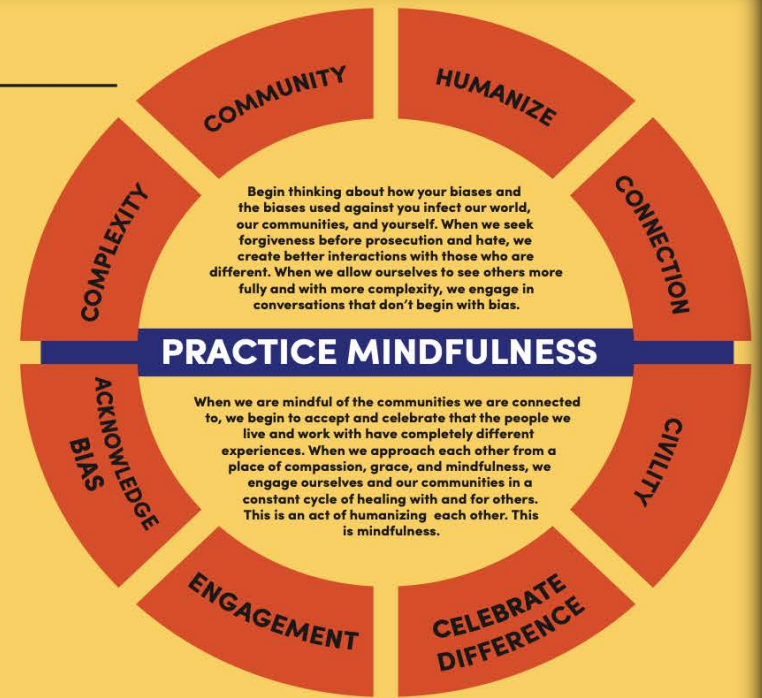 COMMUNITY
HUMANIZE
CONNECTION
CIVILITY
CELEBRATE
DIFFERENCE
ENGAGEMENT
ACKNOWLEDGE
BIAS
COMPLEXITY
Begin thinking about how your biases and
the biases used against you infect our world,
our communities, and yourself. When we seek
forgiveness before prosecution and hate, we
create better interactions with those who are
different. When we allow ourselves to see others more
fully and with more complexity, we engage in
conversations that don't begin with bias.
PRACTICE MINDFULNESS
When we are mindful of the communities we are connected
to, we begin to accept and celebrate that the people we
live and work with have completely different
experiences. When we approach each other from a
place of compassion, grace, and mindfulness, we
engage ourselves and our communities in a
constant cycle of healing with and for others.
This is an act of humanizing each other. This
is mindfulness.